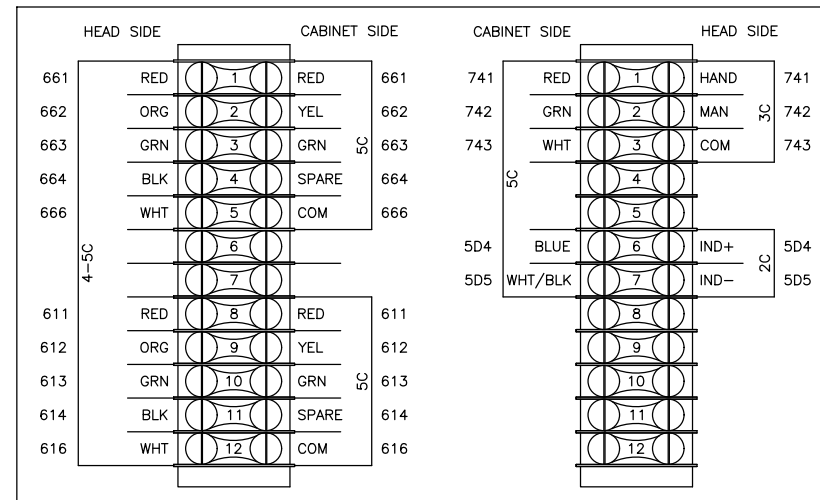 HEAD SIDE CABINET SIDE
661 RED 1 RED 661
662 ORG 2 YEL 662
663 GRN 3 GRN 663
664 BLK 4 SPARE 664
666 WHT 5 COM 666
6
7
611 RED 8 RED 611
612 ORG 9 YEL 612
613 GRN 10 GRN 613
614 BLK 11 SPARE 614
616 WHT 12 COM 616
4-5C
5C
5C
CABINET SIDE HEAD SIDE
741 RED 1 HAND 741
742 GRN 2 MAN 742
743 WHT 3 COM 743
4
5
5D4 BLUE 6 IND+ 5D4
5D5 WHT/BLK 7 IND- 5D5
8
9
10
11
12
5C
3C
2C